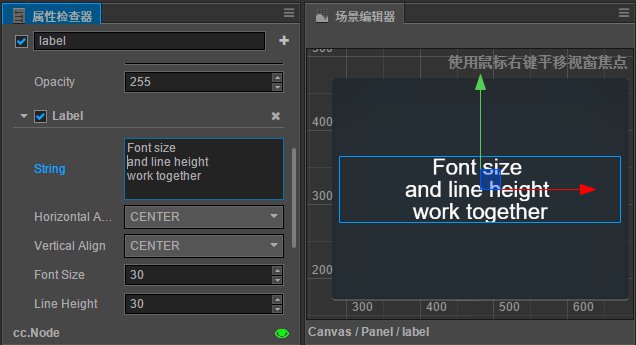 属性检查器
label
Opacity
255
Label
String
Font size
and line height
work together
Horizontal A...
CENTER
Vertical Align
CENTER
Font Size
30
Line Height
30
cc.Node
场景编辑器
使用鼠标右键平移视窗焦点
500
400
300
200
300
400
500
600
Font size
and line height
work together
Canvas / Panel / label